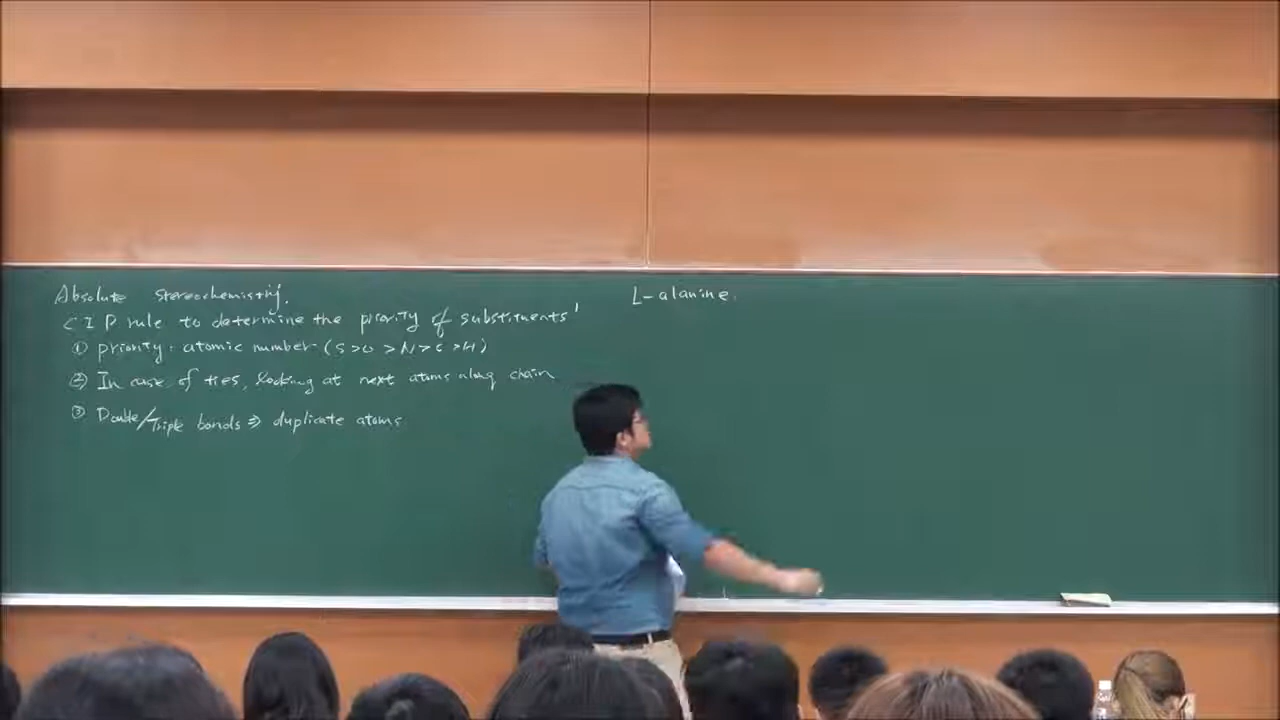 Absolute stereochemistry.
CIP rule to determine the priority of substituents'
① priority: atomic number (S>O>N>C>H)
② In case of ties, looking at next atoms along chain
③ Double/Triple bonds ⇒ duplicate atoms
L-alanine.